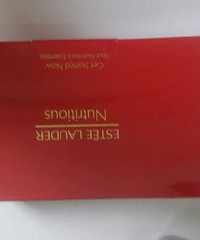 ESTĒE LAUDER
Nutritious
Get Started Now
Your Nutritious Essentials